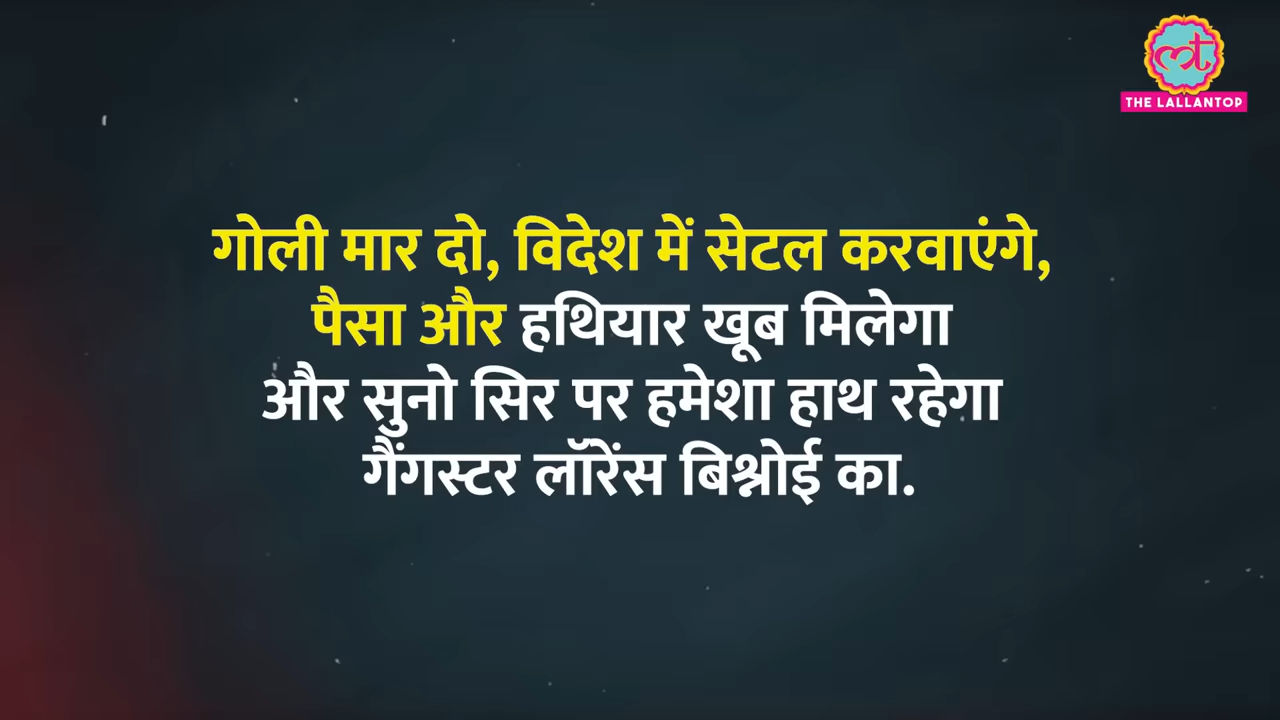 THE LALLANTOP
गोली मार दो, विदेश में सेटल करवाएंगे,
पैसा और हथियार खूब मिलेगा
और सुनो सिर पर हमेशा हाथ रहेगा
गैंगस्टर लॉरेंस बिश्नोई का.